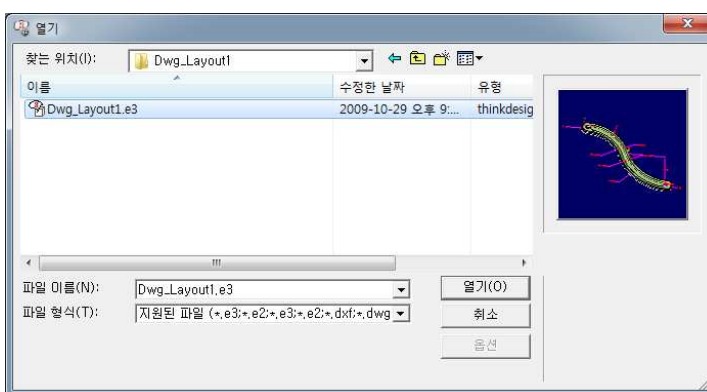 열기
찾는 위치(I): Dwg_Layout1
이름 수정한 날짜 유형
Dwg_Layout1.e3 2009-10-29 오후 9:... thinkdesig
파일 이름(N): Dwg_Layout1.e3 열기(O)
파일 형식(T): 지원된 파일 (*.e3;*.e2;*.e3;*.e2;*.dxf;*.dwg 취소
옵션